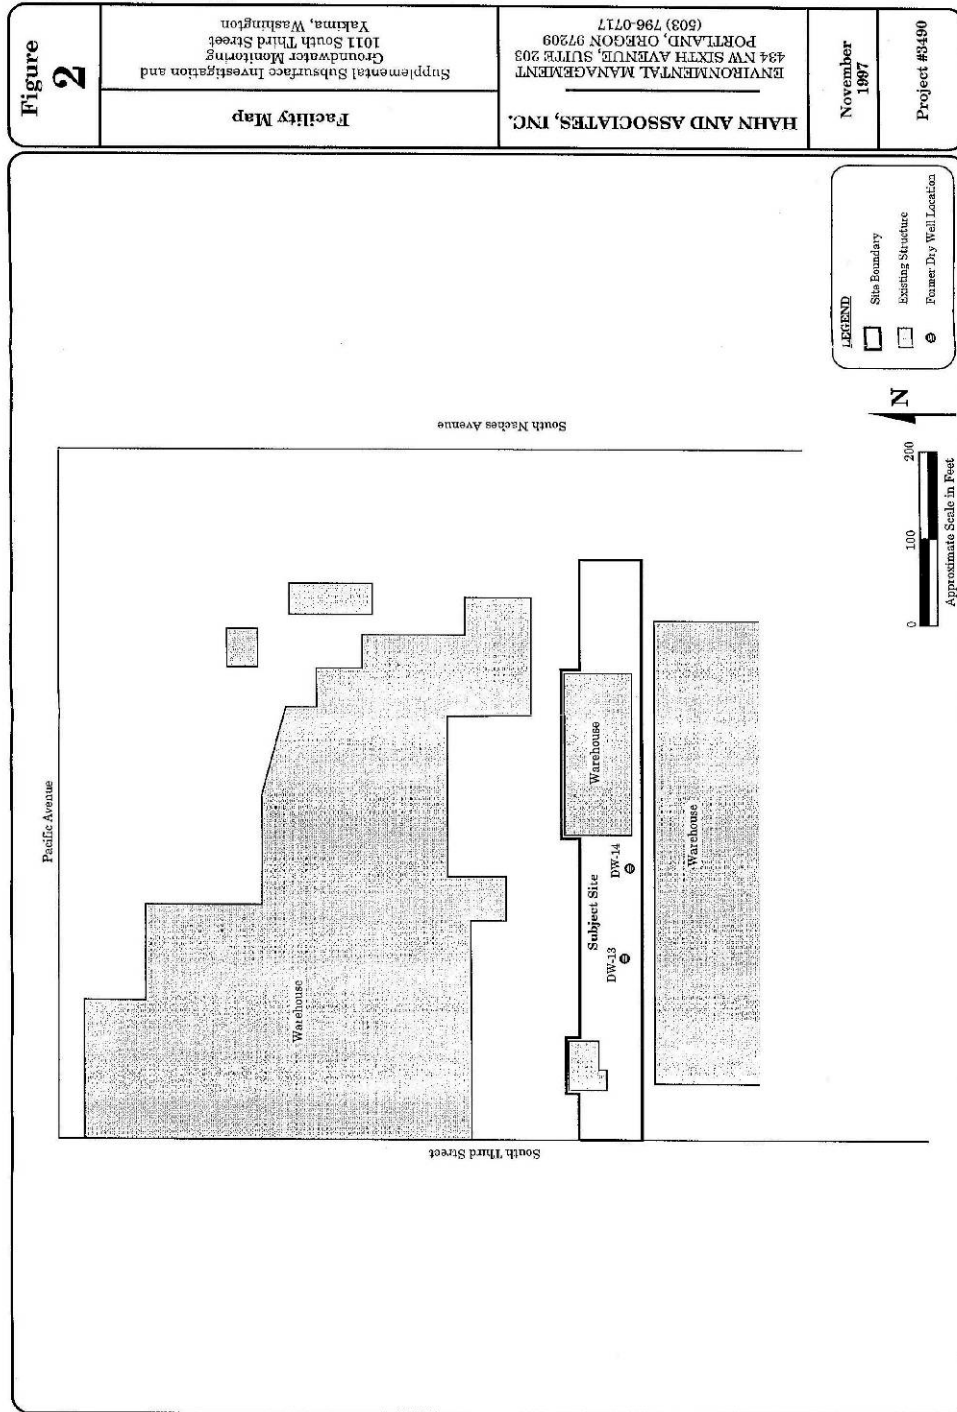 Pacific Avenue
South Naches Avenue
South Third Street
Warehouse
Warehouse
Subject Site
DW-13
DW-14
Warehouse
0
100
200
Approximate Scale in Feet
N
LEGEND
Site Boundary
Existing Structure
Former Dry Well Location
Figure
2
Facility Map
Supplemental Subsurface Investigation and
Groundwater Monitoring
1011 South Third Street
Yakima, Washington
HAHN AND ASSOCIATES, INC.
ENVIRONMENTAL MANAGEMENT
434 NW SIXTH AVENUE, SUITE 203
PORTLAND, OREGON 97209
(503) 796-0717
November
1997
Project #3490